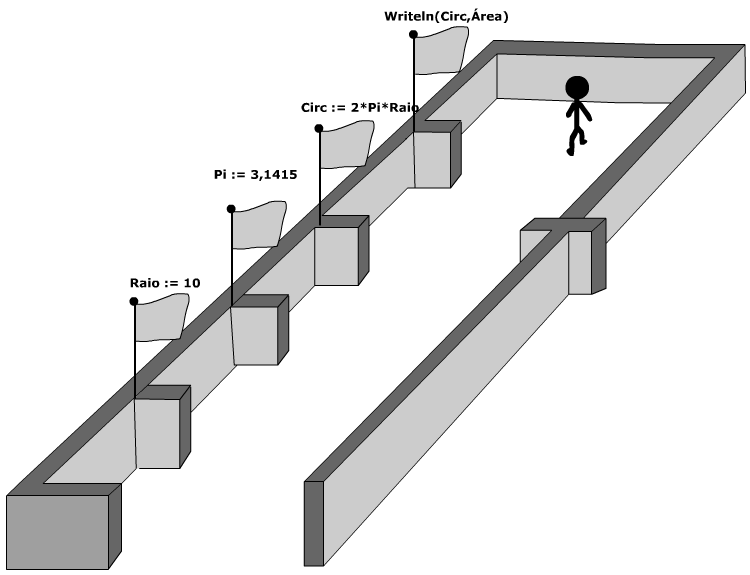 Writeln(Circ,Área)
Circ := 2*Pi*Raio
Pi := 3,1415
Raio := 10